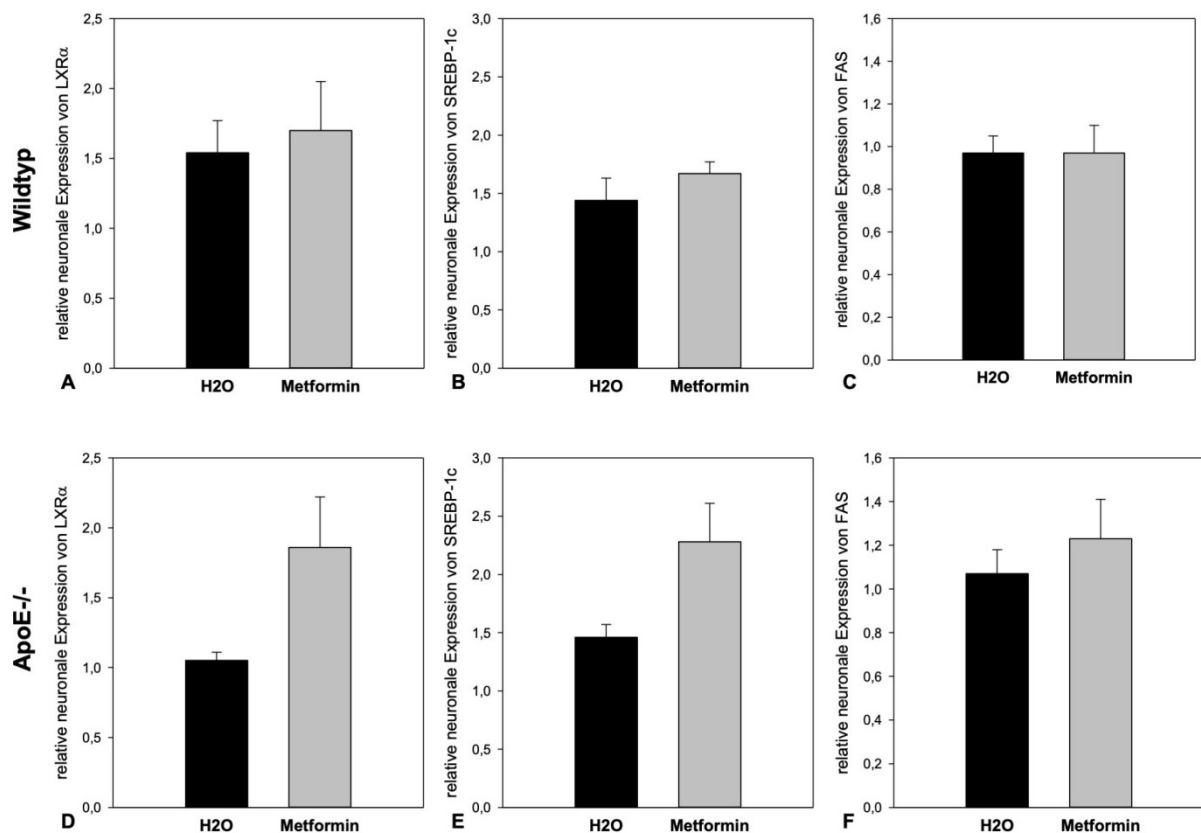 Wildtyp
relative neuronale Expression von LXRα
2,5
2,0
1,5
1,0
0,5
0,0
A
H2O
Metformin
relative neuronale Expression von SREBP-1c
3,0
2,5
2,0
1,5
1,0
0,5
0,0
B
H2O
Metformin
relative neuronale Expression von FAS
1,6
1,4
1,2
1,0
0,8
0,6
0,4
0,2
0,0
C
H2O
Metformin
ApoE-/-
relative neuronale Expression von LXRα
2,5
2,0
1,5
1,0
0,5
0,0
D
H2O
Metformin
relative neuronale Expression von SREBP-1c
3,0
2,5
2,0
1,5
1,0
0,5
0,0
E
H2O
Metformin
relative neuronale Expression von FAS
1,6
1,4
1,2
1,0
0,8
0,6
0,4
0,2
0,0
F
H2O
Metformin